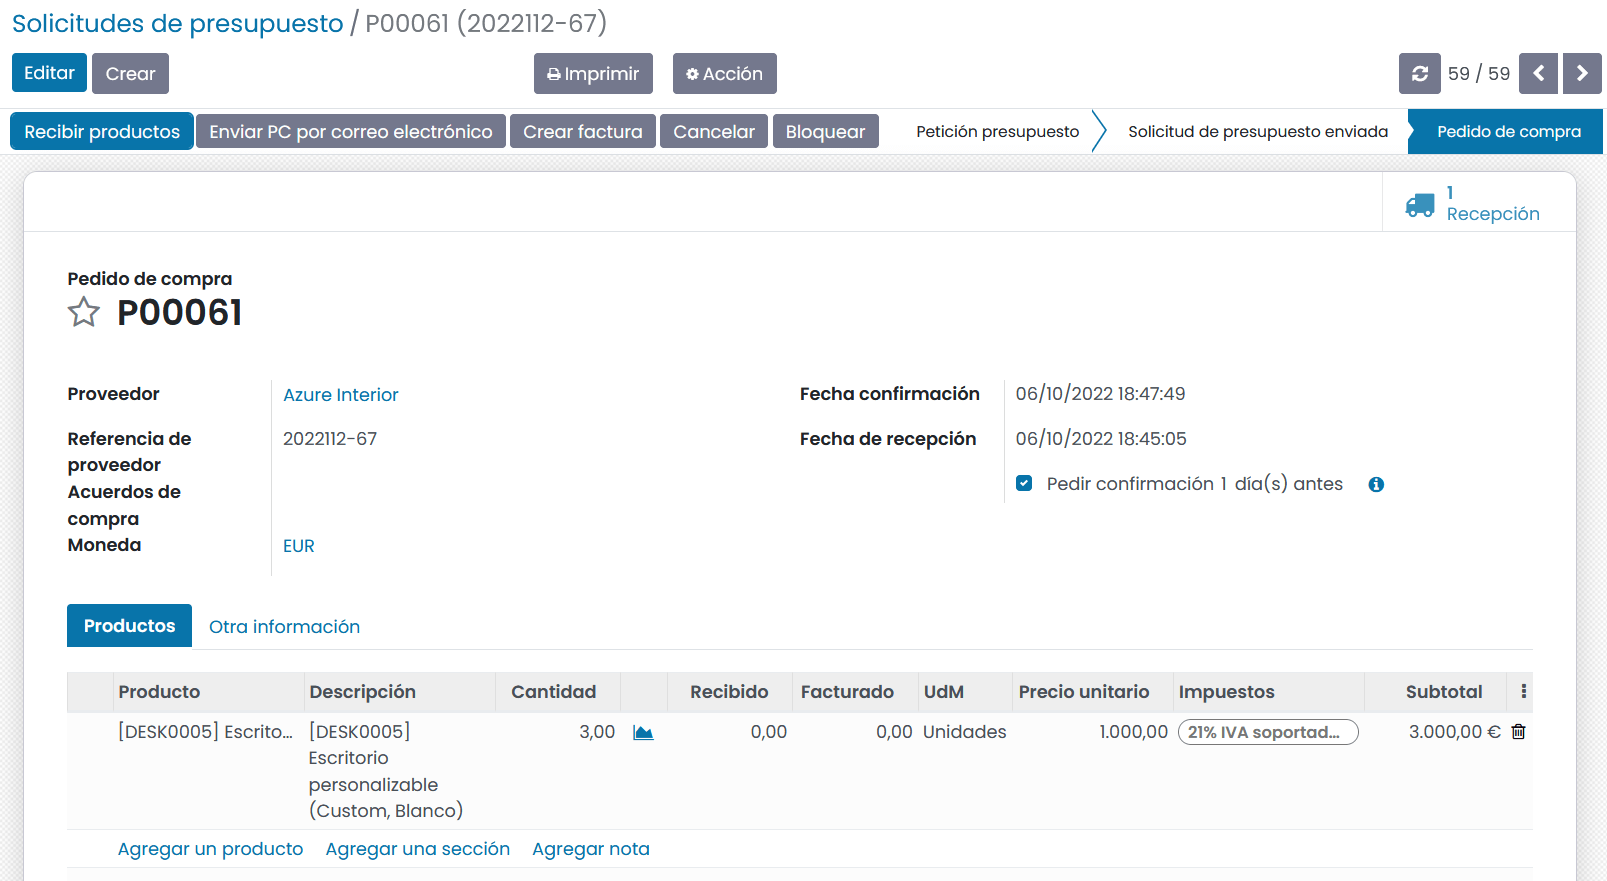 Solicitudes de presupuesto / P00061 (2022112-67)
Editar Crear Imprimir Acción 59 / 59
Recibir productos Enviar PC por correo electrónico Crear factura Cancelar Bloquear Petición presupuesto Solicitud de presupuesto enviada Pedido de compra
1
Recepción
Pedido de compra
P00061
Proveedor Azure Interior
Referencia de proveedor 2022112-67
Acuerdos de compra
Moneda EUR
Fecha confirmación 06/10/2022 18:47:49
Fecha de recepción 06/10/2022 18:45:05
Pedir confirmación 1 día(s) antes
Productos Otra información
Producto Descripción Cantidad Recibido Facturado UdM Precio unitario Impuestos Subtotal
[DESK0005] Escrito... [DESK0005] 3,00 0,00 0,00 Unidades 1.000,00 21% IVA soportad... 3.000,00 €
Escritorio
personalizable
(Custom, Blanco)
Agregar un producto Agregar una sección Agregar nota